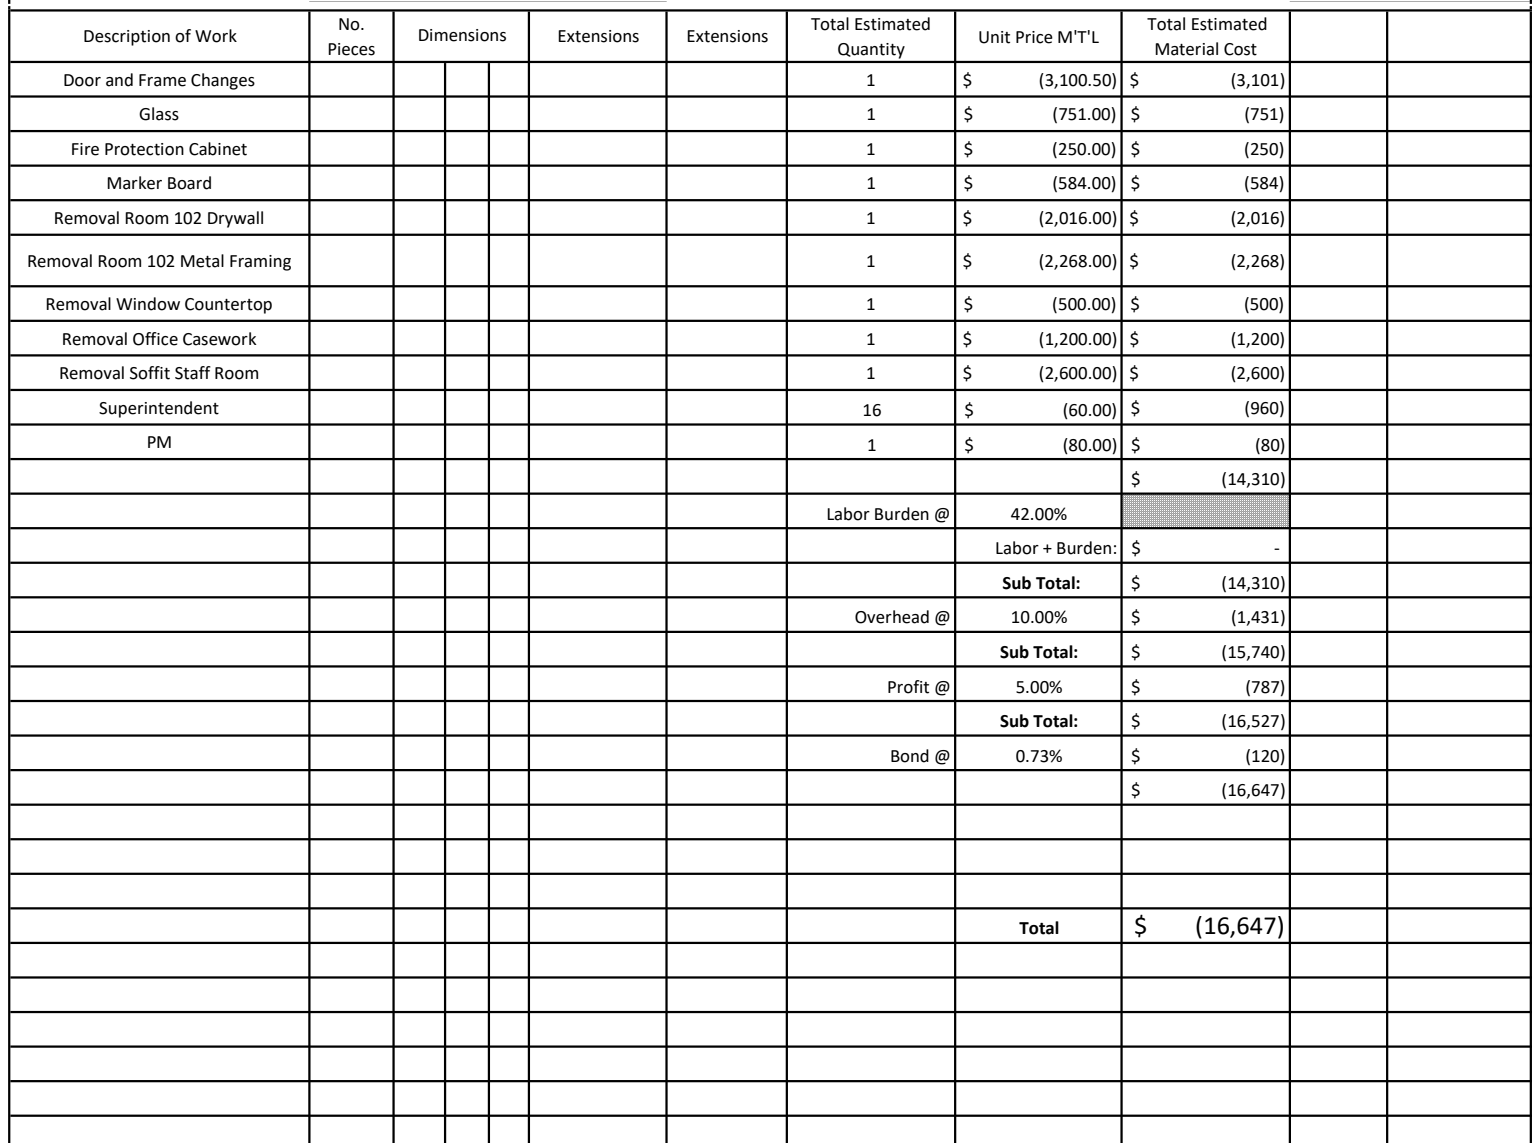 Description of Work No. Pieces Dimensions Extensions Extensions Total Estimated Quantity Unit Price M'T'L Total Estimated Material Cost
Door and Frame Changes 1 $ (3,100.50) $ (3,101)
Glass 1 $ (751.00) $ (751)
Fire Protection Cabinet 1 $ (250.00) $ (250)
Marker Board 1 $ (584.00) $ (584)
Removal Room 102 Drywall 1 $ (2,016.00) $ (2,016)
Removal Room 102 Metal Framing 1 $ (2,268.00) $ (2,268)
Removal Window Countertop 1 $ (500.00) $ (500)
Removal Office Casework 1 $ (1,200.00) $ (1,200)
Removal Soffit Staff Room 1 $ (2,600.00) $ (2,600)
Superintendent 16 $ (60.00) $ (960)
PM 1 $ (80.00) $ (80)
$ (14,310)
Labor Burden @ 42.00%
Labor + Burden: $ -
Sub Total: $ (14,310)
Overhead @ 10.00% $ (1,431)
Sub Total: $ (15,740)
Profit @ 5.00% $ (787)
Sub Total: $ (16,527)
Bond @ 0.73% $ (120)
$ (16,647)
Total $ (16,647)